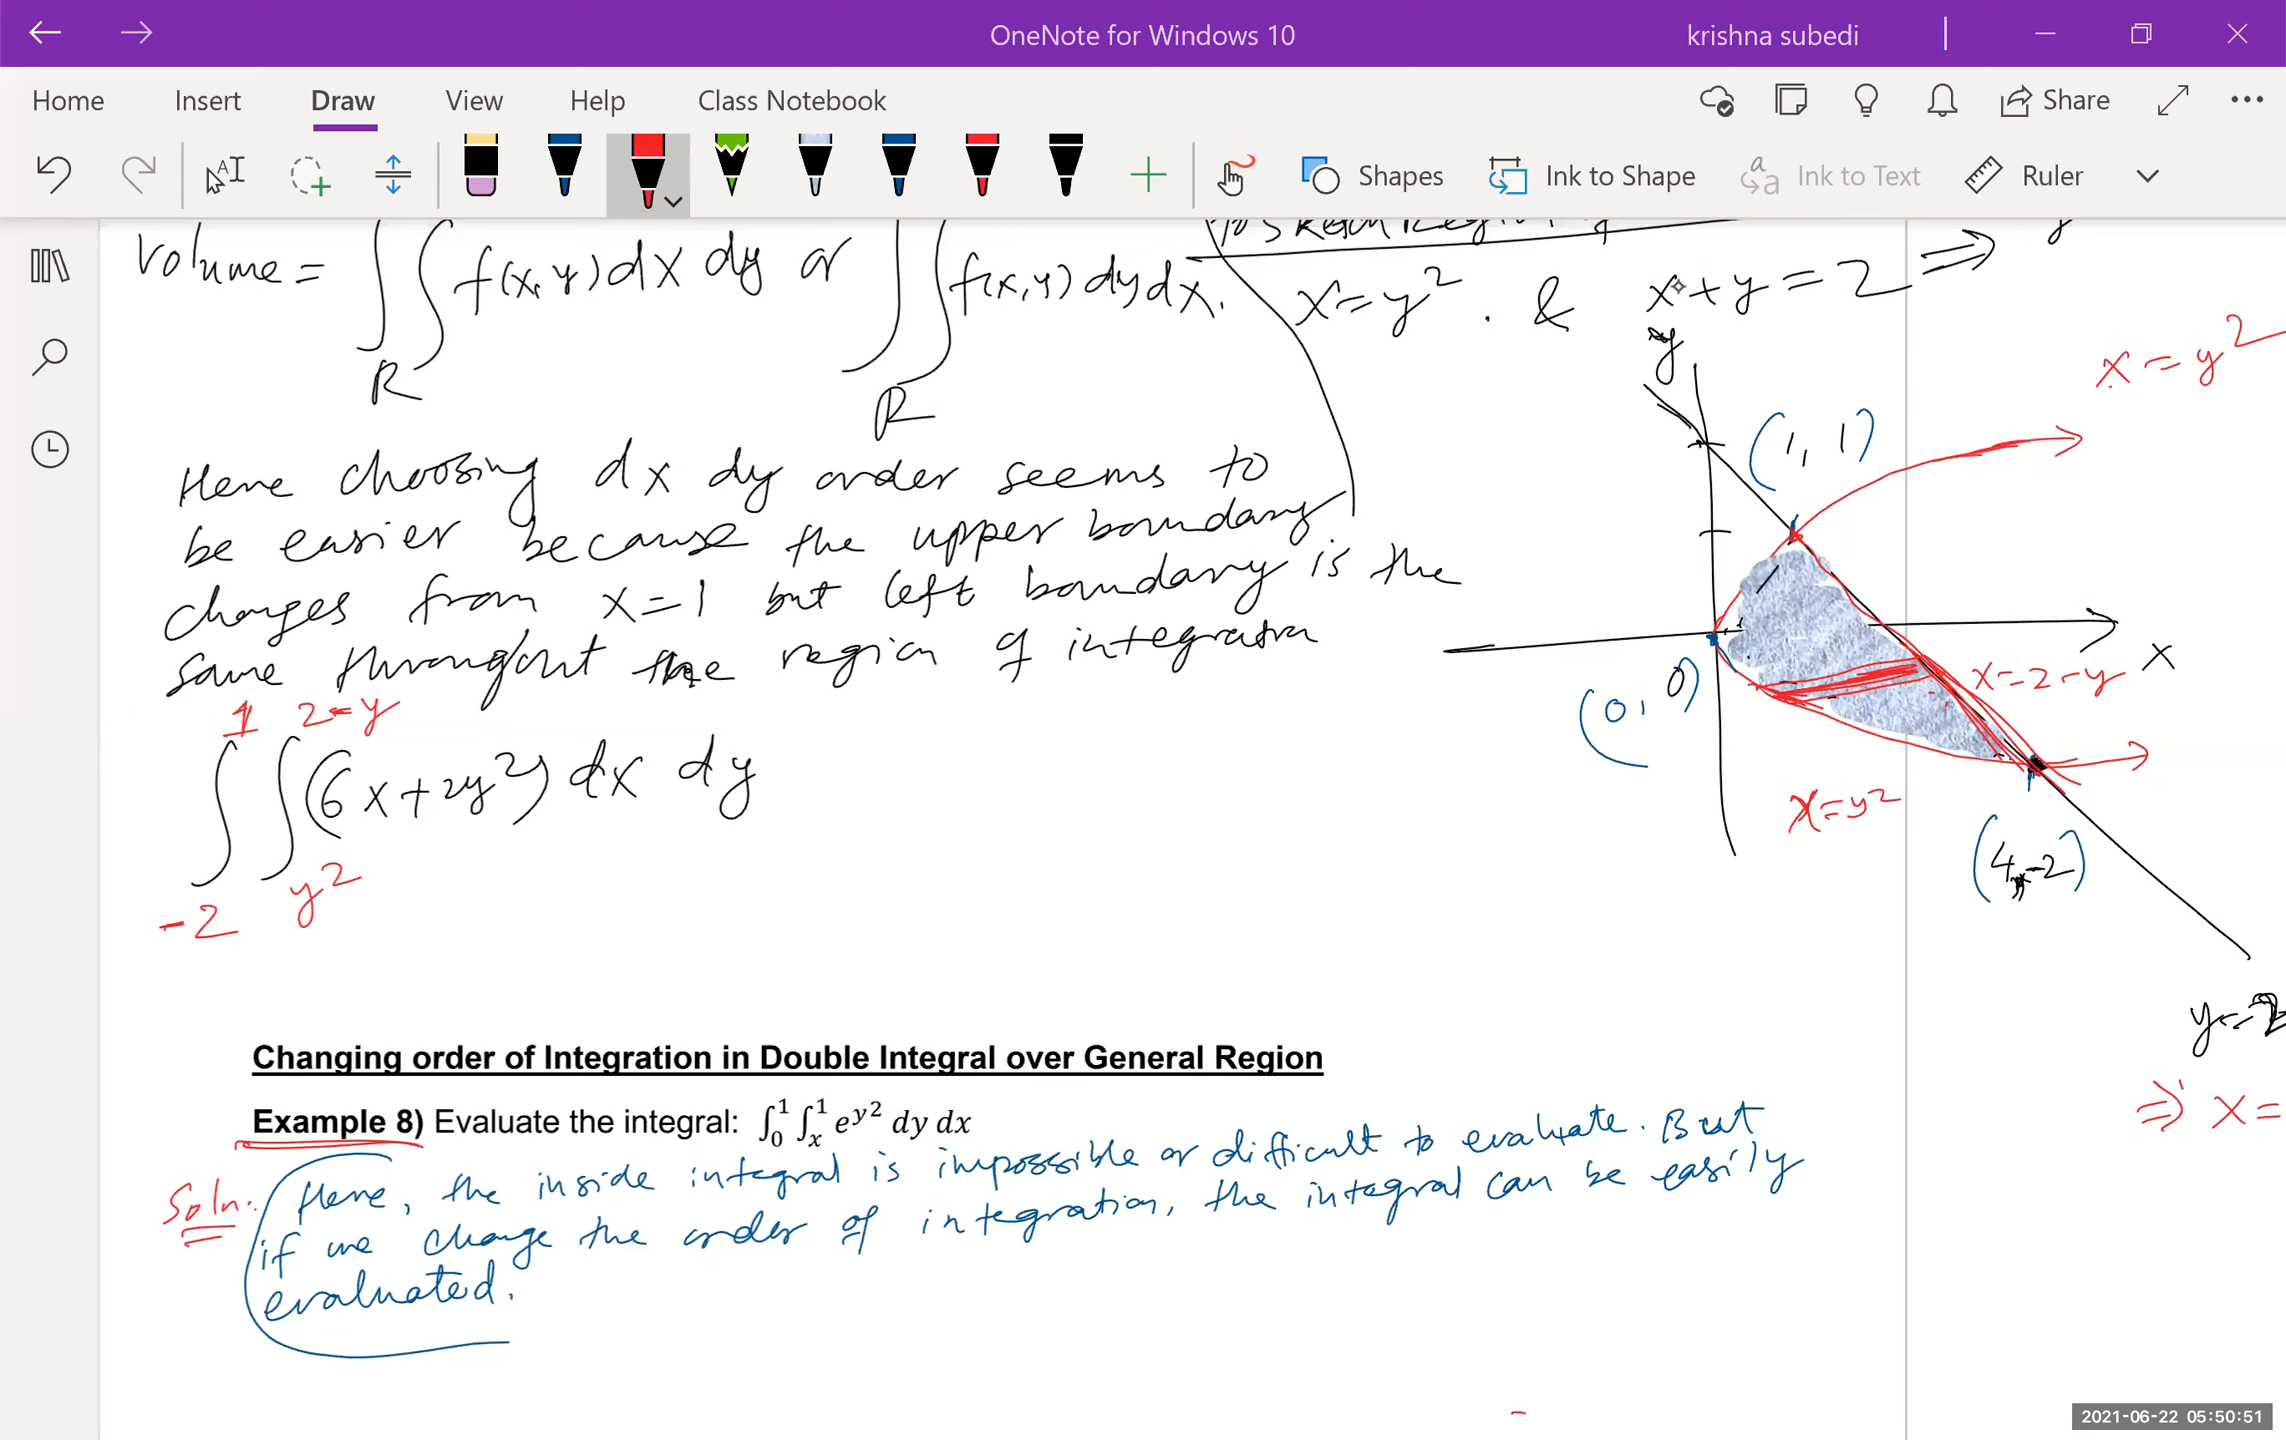 OneNote for Windows 10
krishna subedi
Home Insert Draw View Help Class Notebook Share
Shapes Ink to Shape Ink to Text Ruler
Volume = ∫∫ f(x,y)dx dy or ∫∫ f(x,y) dy dx.
R R
x = y² . & x + y = 2 ⇒ y
y
x = y²
(1, 1)
Here choosing dx dy order seems to
be easier because the upper boundary
changes from x = 1 but left boundary is the
same throughout the region of integration
x
x = 2 - y
(0, 0)
x = y²
(4, -2)
∫_{-2}^{1} ∫_{y²}^{2-y} (6x + 2y²) dx dy
y = -2
⇒ x =
Changing order of Integration in Double Integral over General Region
Example 8) Evaluate the integral: ∫₀¹ ∫ₓ¹ e^{y²} dy dx
Soln: Here, the inside integral is impossible or difficult to evaluate. But
if we change the order of integration, the integral can be easily
evaluated.
2021-06-22 05:50:51